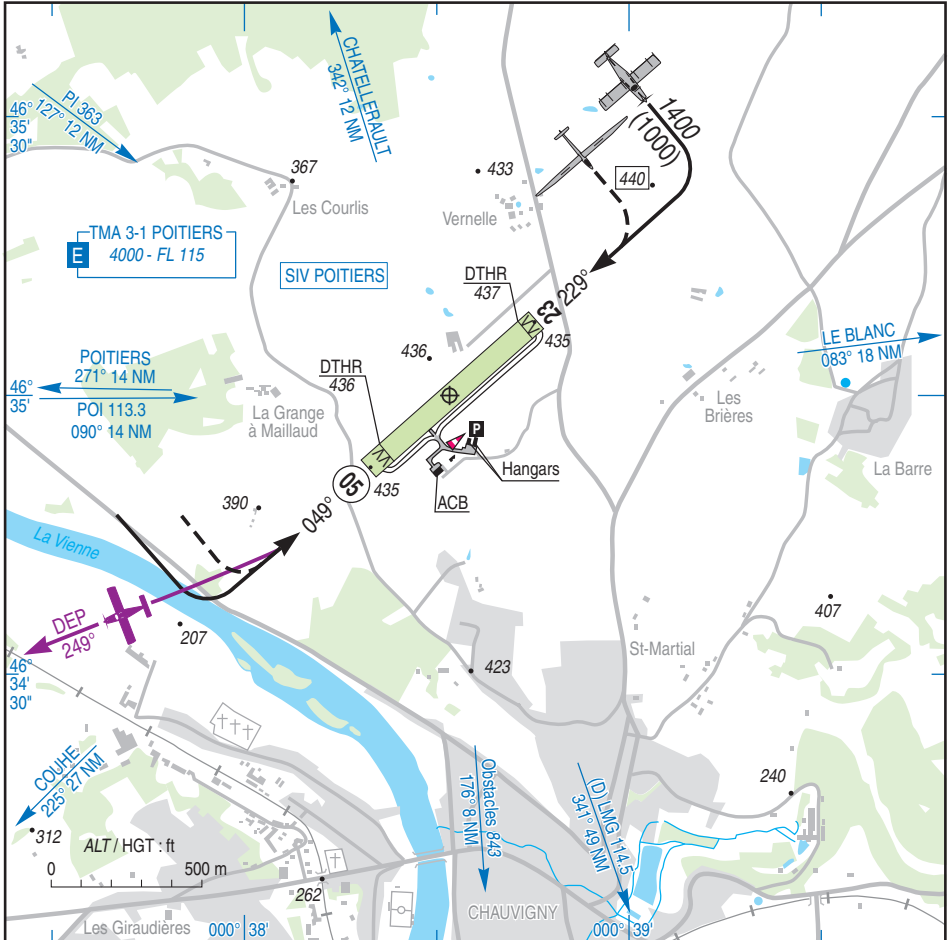 46°
35'
30"
PI 363
127° 12 NM
CHATELLERAULT
342° 12 NM
1400
(1000)
367
433
440
Les Courlis
Vernelle
TMA 3-1 POITIERS
E
4000 - FL 115
SIV POITIERS
DTHR
437
23
229°
435
LE BLANC
083° 18 NM
436
POITIERS
271° 14 NM
POI 113.3
090° 14 NM
46°
35'
DTHR
436
La Grange
à Maillaud
Les
Brières
P
Hangars
La Barre
05
435
ACB
390
049°
La Vienne
DEP
249°
207
407
St-Martial
423
46°
34'
30"
COUHE
225° 27 NM
Obstacles 843
176° 8 NM
(D) LMG 114.5
341° 49 NM
240
312
ALT / HGT : ft
0
500 m
262
CHAUVIGNY
Les Giraudières
000° 38'
000° 39'